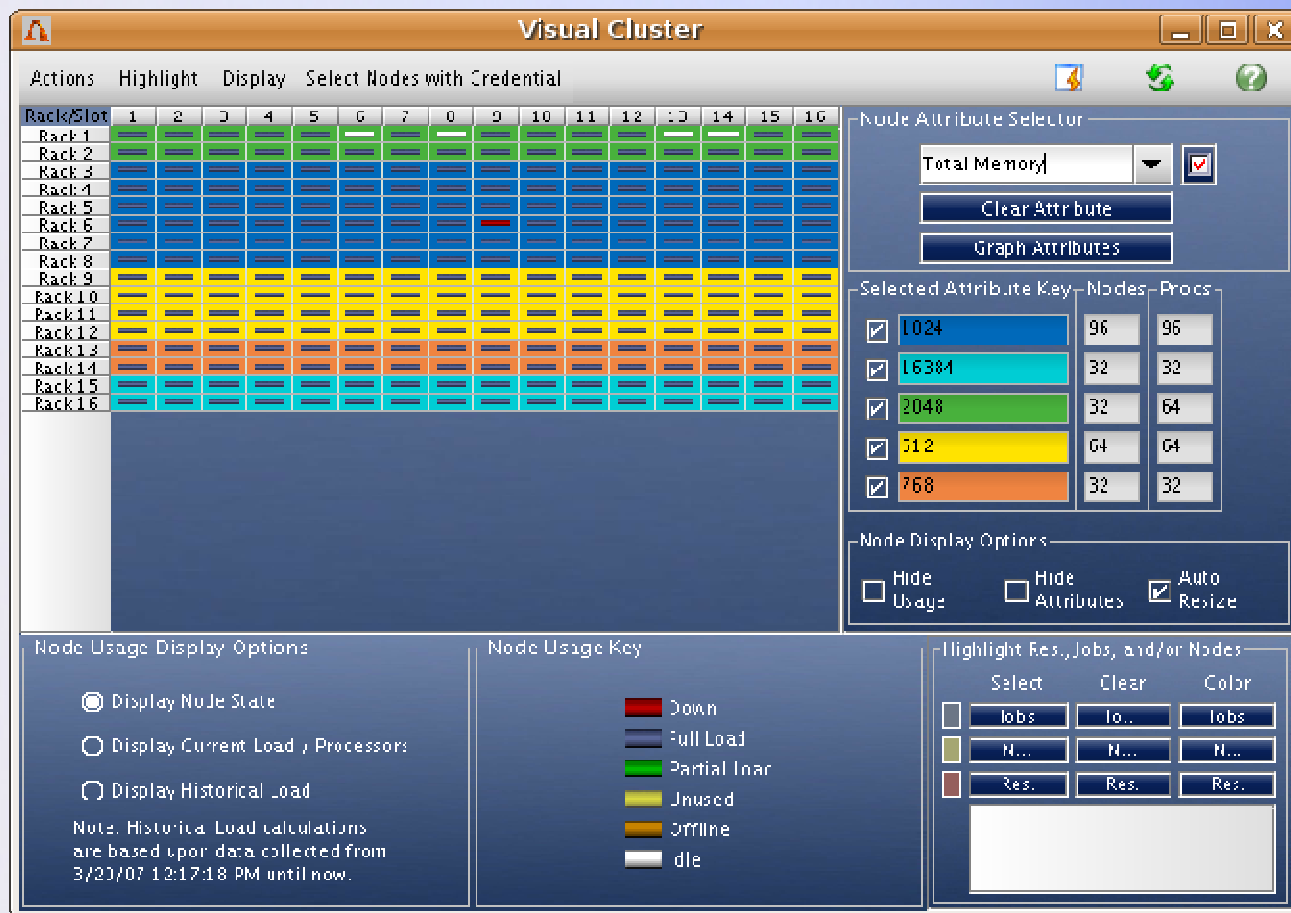 Visual Cluster
Actions Highlight Display Select Nodes with Credential
Rack/Slot 1 2 3 4 5 6 7 8 9 10 11 12 13 14 15 16
Rack 1
Rack 2
Rack 3
Rack 4
Rack 5
Rack 6
Rack 7
Rack 8
Rack 9
Rack 10
Rack 11
Rack 12
Rack 13
Rack 14
Rack 15
Rack 16
Node Attribute Selector
Total Memory
Clear Attribute
Graph Attributes
Selected Attribute Key Nodes Procs
1024 96 96
16384 32 32
2048 32 64
512 64 64
768 32 32
Node Display Options
Hide Usage
Hide Attributes
Auto Resize
Node Usage Display Options
Display Node State
Display Current Load / Processors
Display Historical Load
Note: Historical Load calculations
are based upon data collected from
3/20/07 12:17:18 PM until now.
Node Usage Key
Down
Full Load
Partial Load
Unused
Offline
Idle
Highlight Res., Jobs, and/or Nodes
Select Clear Color
Jobs Jo... Jobs
N... N... N...
Res. Res. Res.